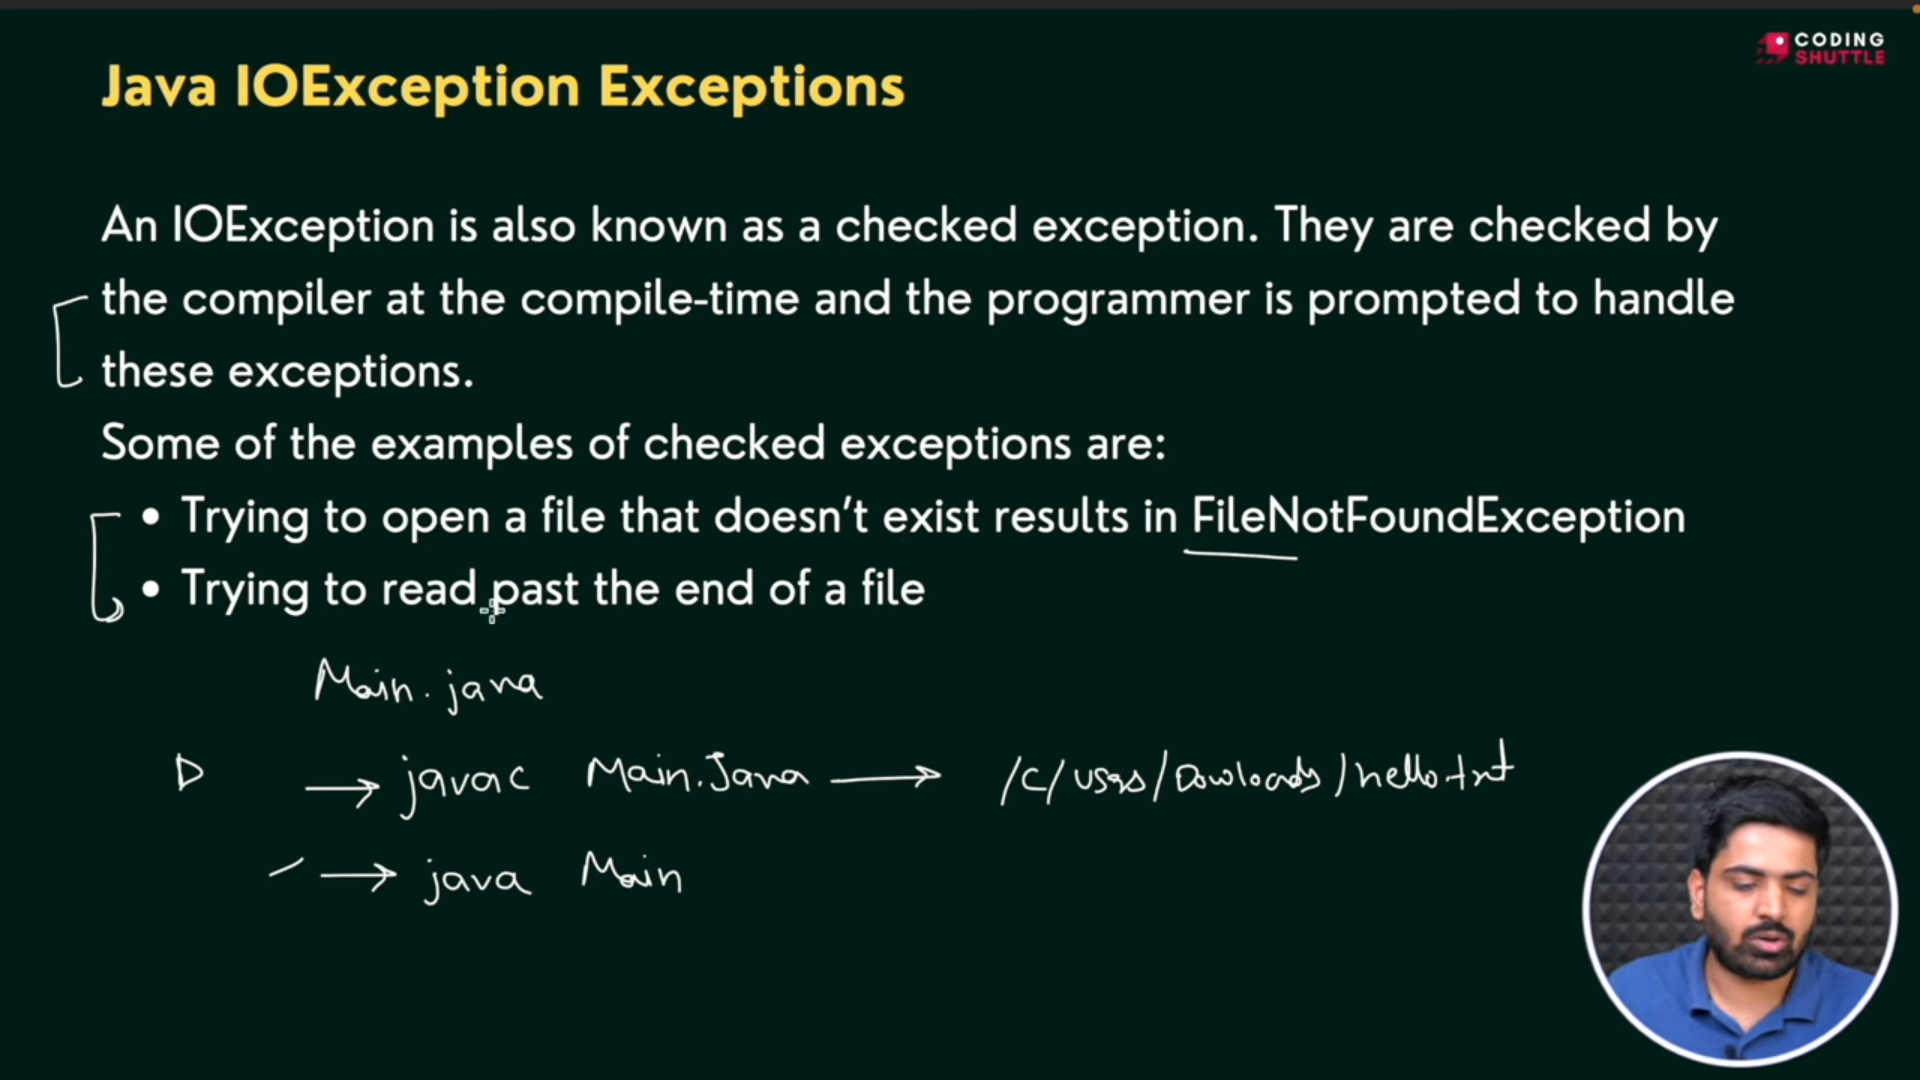 CODING
SHUTTLE
Java IOException Exceptions
An IOException is also known as a checked exception. They are checked by
the compiler at the compile-time and the programmer is prompted to handle
these exceptions.
Some of the examples of checked exceptions are:
• Trying to open a file that doesn't exist results in FileNotFoundException
• Trying to read past the end of a file
Main.java
→ javac Main.Java → /C/users/Dowloads/hello.txt
→ java Main